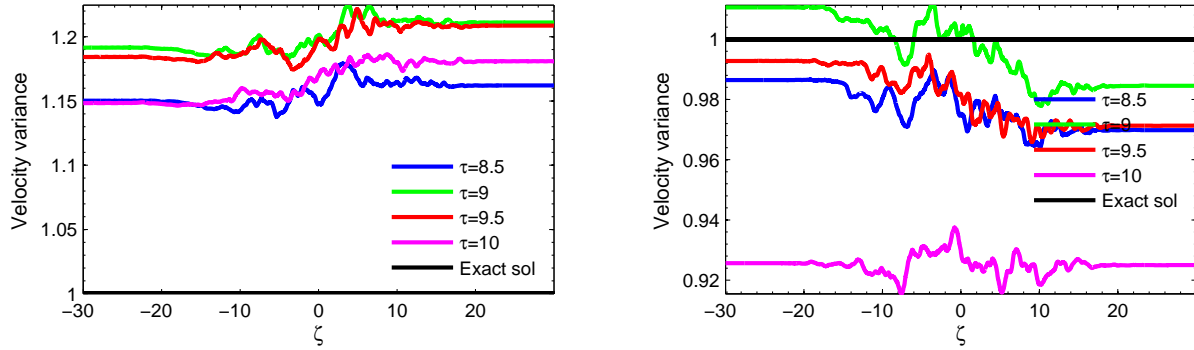 Velocity variance
1.2
1.15
1.1
1.05
1
−30
−20
−10
0
10
20
ζ
τ=8.5
τ=9
τ=9.5
τ=10
Exact sol
Velocity variance
1
0.98
0.96
0.94
0.92
−30
−20
−10
0
10
20
ζ
τ=8.5
τ=9
τ=9.5
τ=10
Exact sol